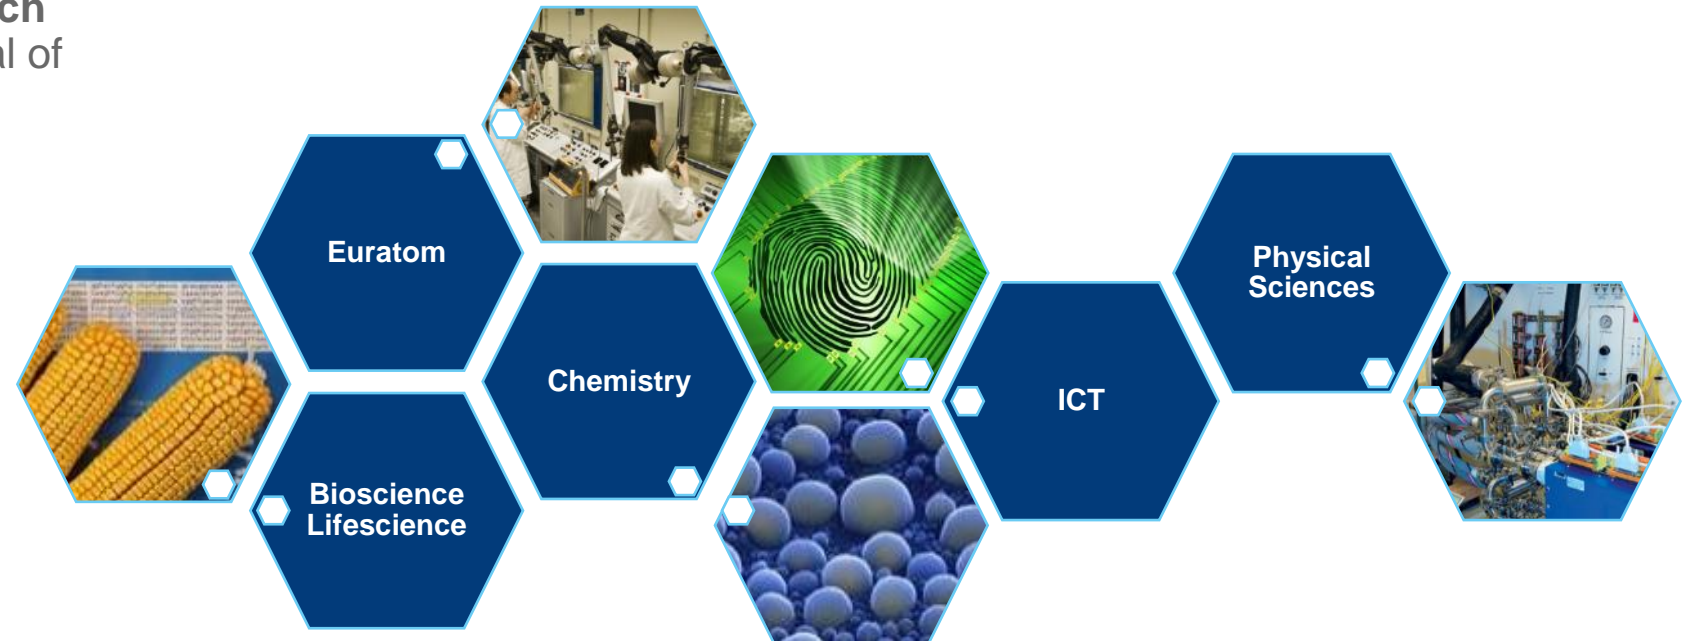 ch
al of
Euratom
Physical
Sciences
Chemistry
ICT
Bioscience
Lifescience